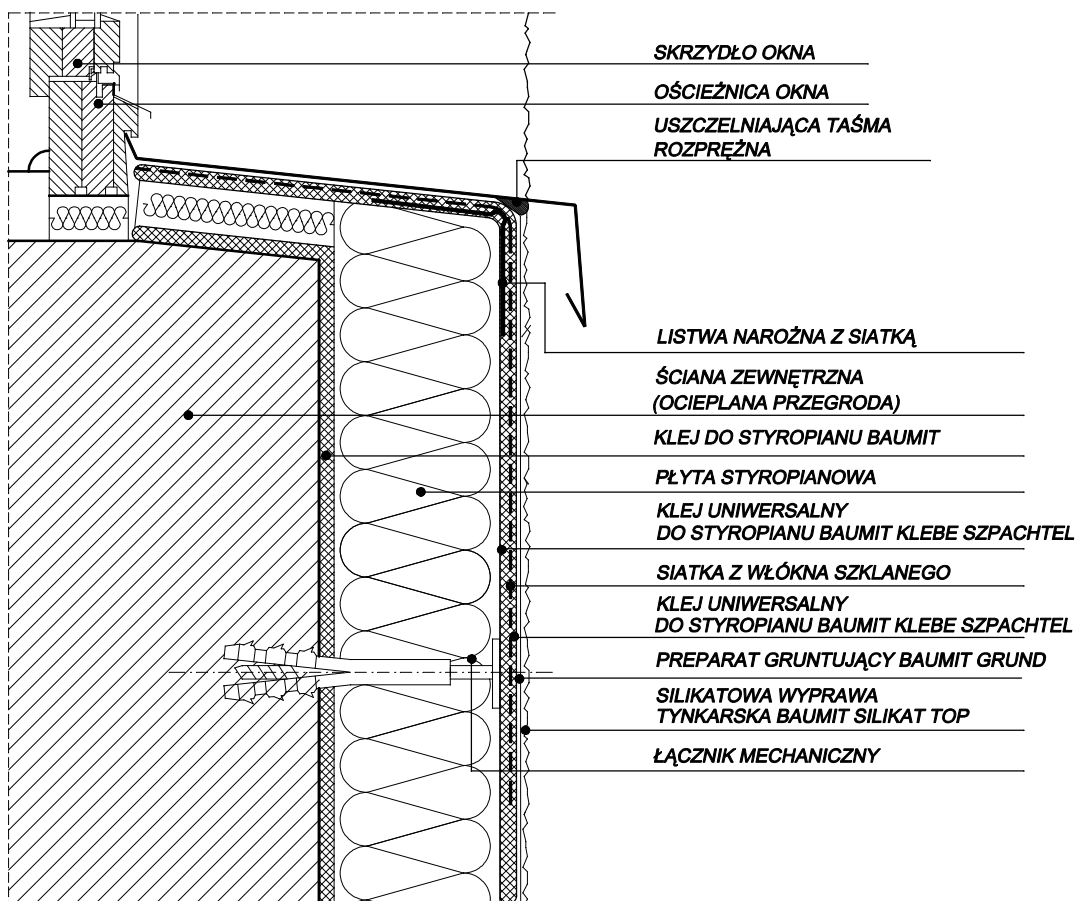 SKRZYDŁO OKNA
OŚCIEŻNICA OKNA
USZCZELNIAJĄCA TAŚMA
ROZPRĘŻNA
LISTWA NAROŻNA Z SIATKĄ
ŚCIANA ZEWNĘTRZNA
(OCIEPLANA PRZEGRODA)
KLEJ DO STYROPIANU BAUMIT
PŁYTA STYROPIANOWA
KLEJ UNIWERSALNY
DO STYROPIANU BAUMIT KLEBE SZPACHTEL
SIATKA Z WŁÓKNA SZKLANEGO
KLEJ UNIWERSALNY
DO STYROPIANU BAUMIT KLEBE SZPACHTEL
PREPARAT GRUNTUJĄCY BAUMIT GRUND
SILIKATOWA WYPRAWA
TYNKARSKA BAUMIT SILIKAT TOP
ŁĄCZNIK MECHANICZNY